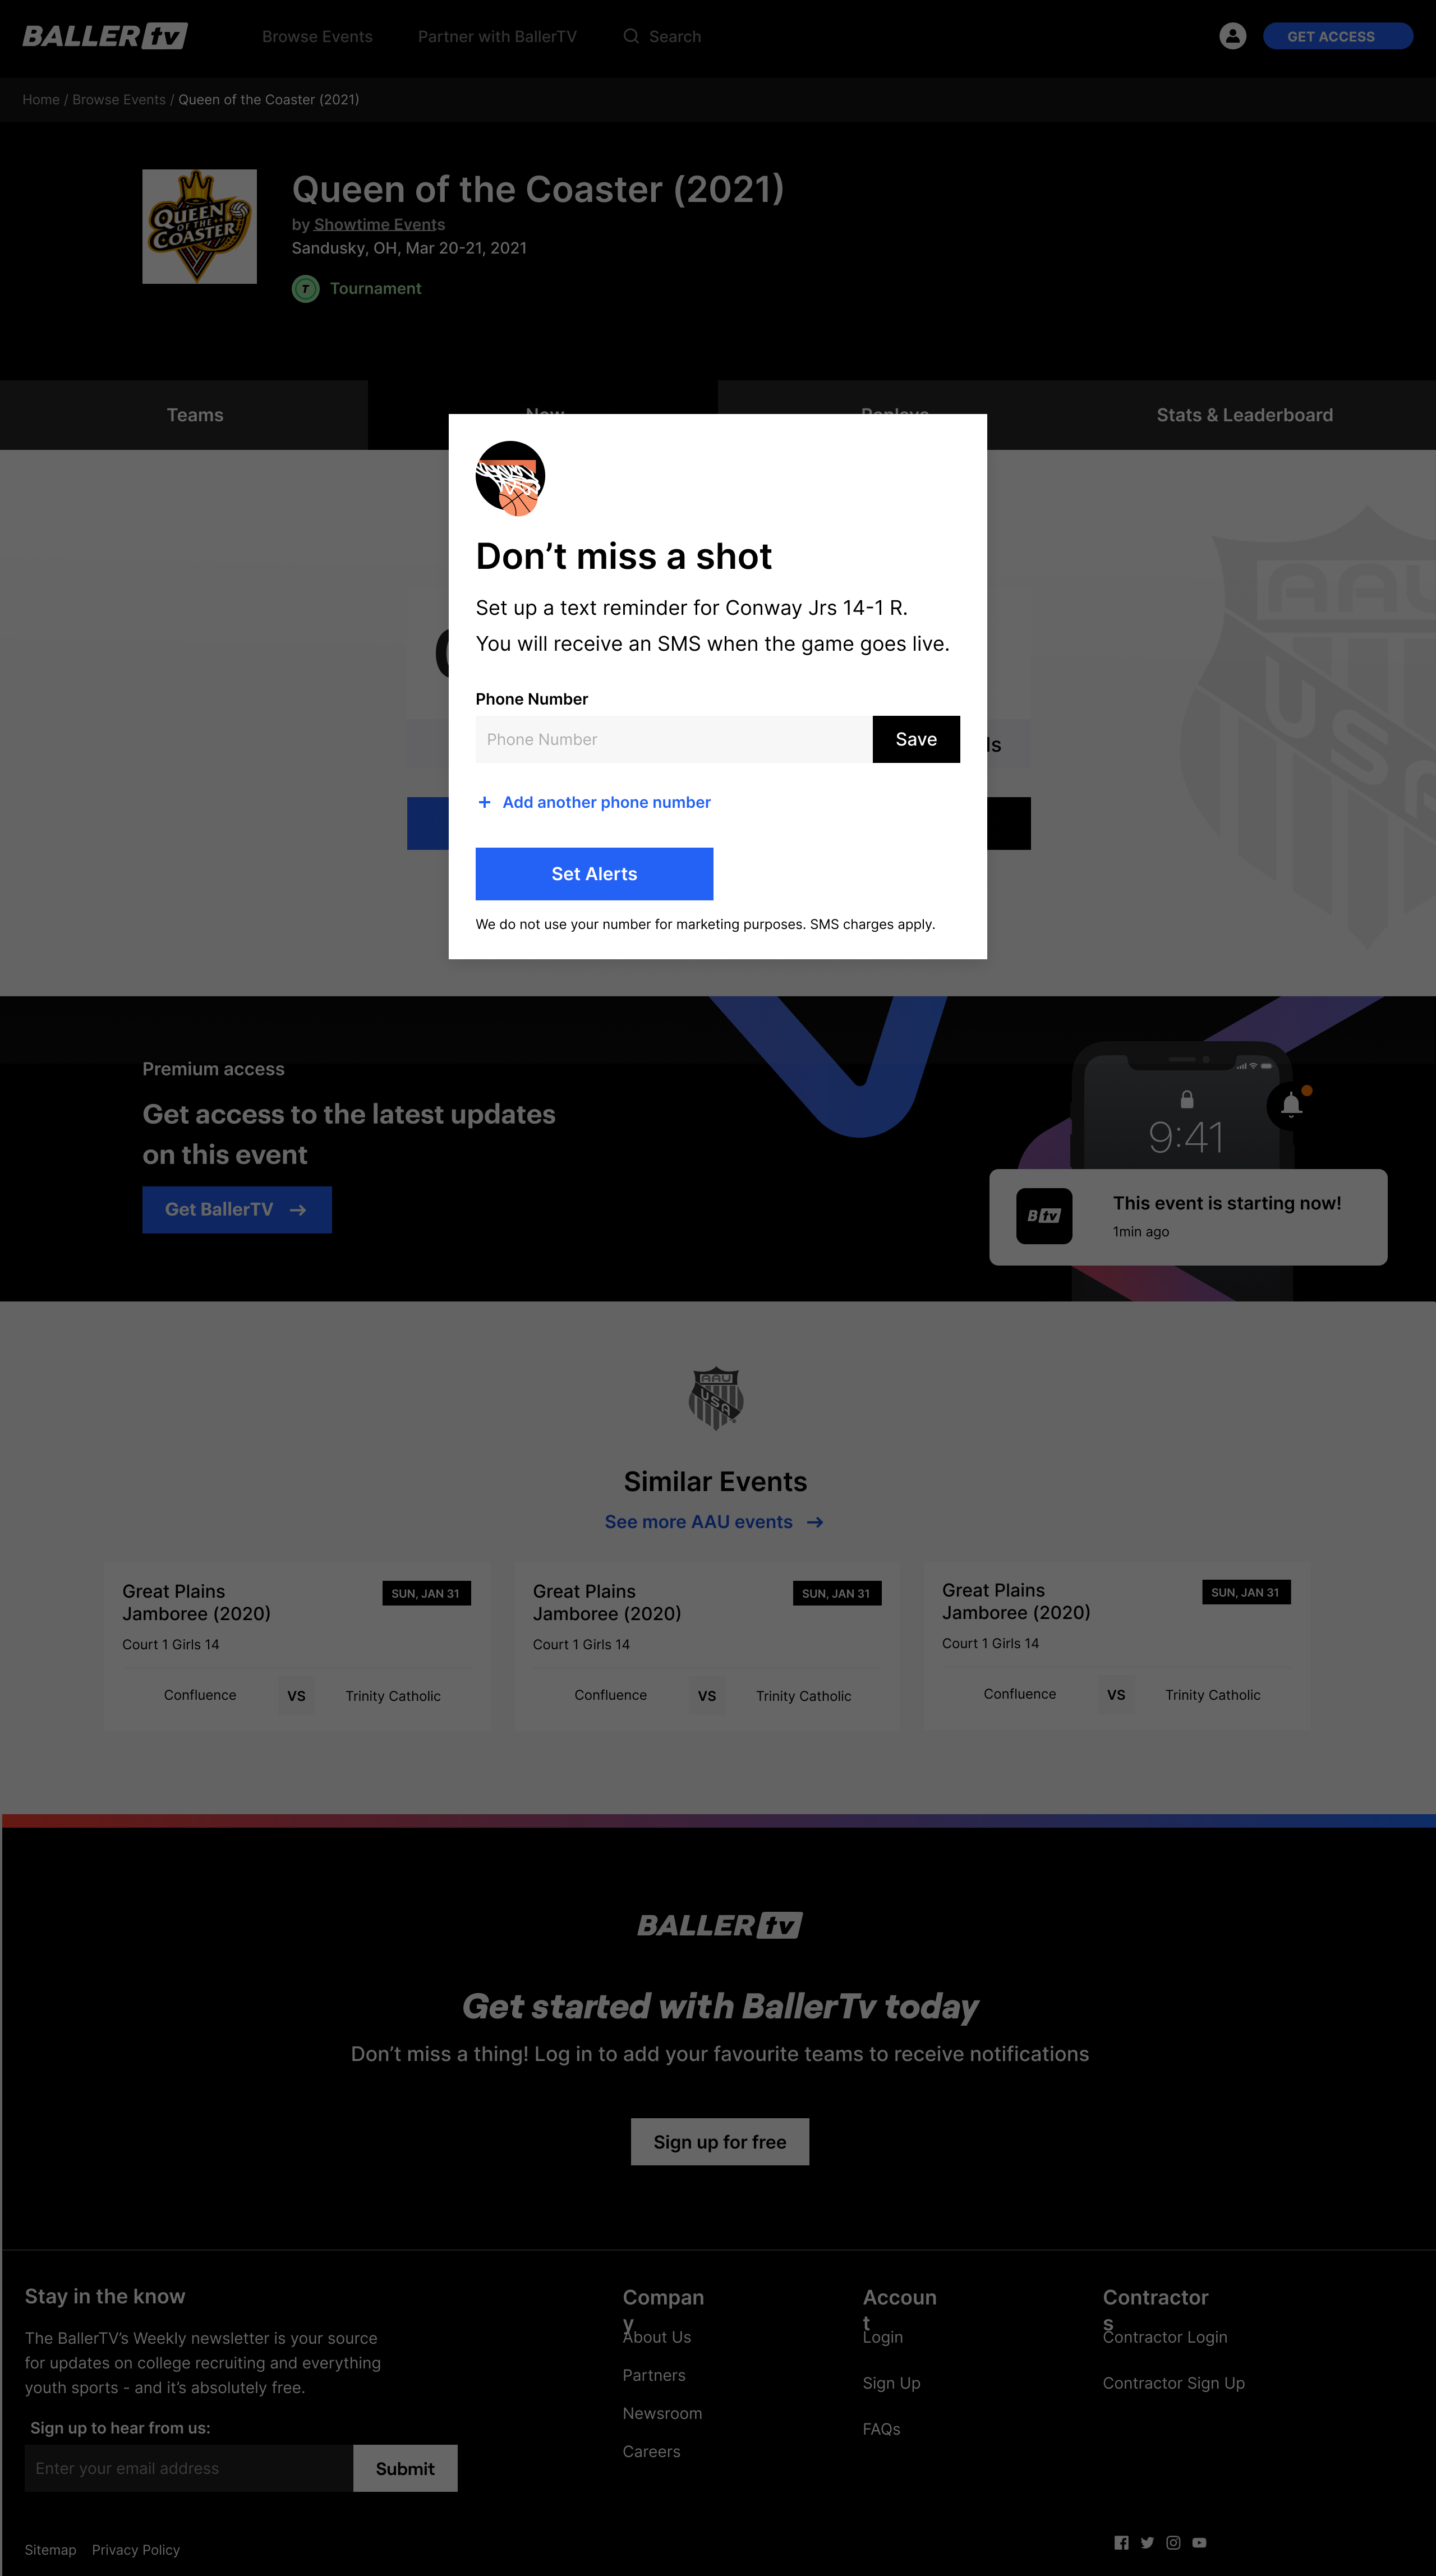 BALLER tv
Browse Events
Partner with BallerTV
Search
GET ACCESS
Home / Browse Events / Queen of the Coaster (2021)
QUEEN
OF THE
COASTER
Queen of the Coaster (2021)
by Showtime Events
Sandusky, OH, Mar 20-21, 2021
T
Tournament
Teams
Stats & Leaderboard
Don’t miss a shot
Set up a text reminder for Conway Jrs 14-1 R.
You will receive an SMS when the game goes live.
Phone Number
Phone Number
Save
Add another phone number
Set Alerts
We do not use your number for marketing purposes. SMS charges apply.
AAU
USA
Premium access
Get access to the latest updates
on this event
Get BallerTV
9:41
B tv
This event is starting now!
1min ago
AAU
USA
Similar Events
See more AAU events
Great Plains
Jamboree (2020)
SUN, JAN 31
Court 1 Girls 14
Confluence
VS
Trinity Catholic
Great Plains
Jamboree (2020)
SUN, JAN 31
Court 1 Girls 14
Confluence
VS
Trinity Catholic
Great Plains
Jamboree (2020)
SUN, JAN 31
Court 1 Girls 14
Confluence
VS
Trinity Catholic
BALLER tv
Get started with BallerTv today
Don’t miss a thing! Log in to add your favourite teams to receive notifications
Sign up for free
Stay in the know
The BallerTV’s Weekly newsletter is your source
for updates on college recruiting and everything
youth sports - and it’s absolutely free.
Sign up to hear from us:
Enter your email address
Submit
Compan
y
About Us
Partners
Newsroom
Careers
Accoun
t
Login
Sign Up
FAQs
Contractor
s
Contractor Login
Contractor Sign Up
Sitemap
Privacy Policy